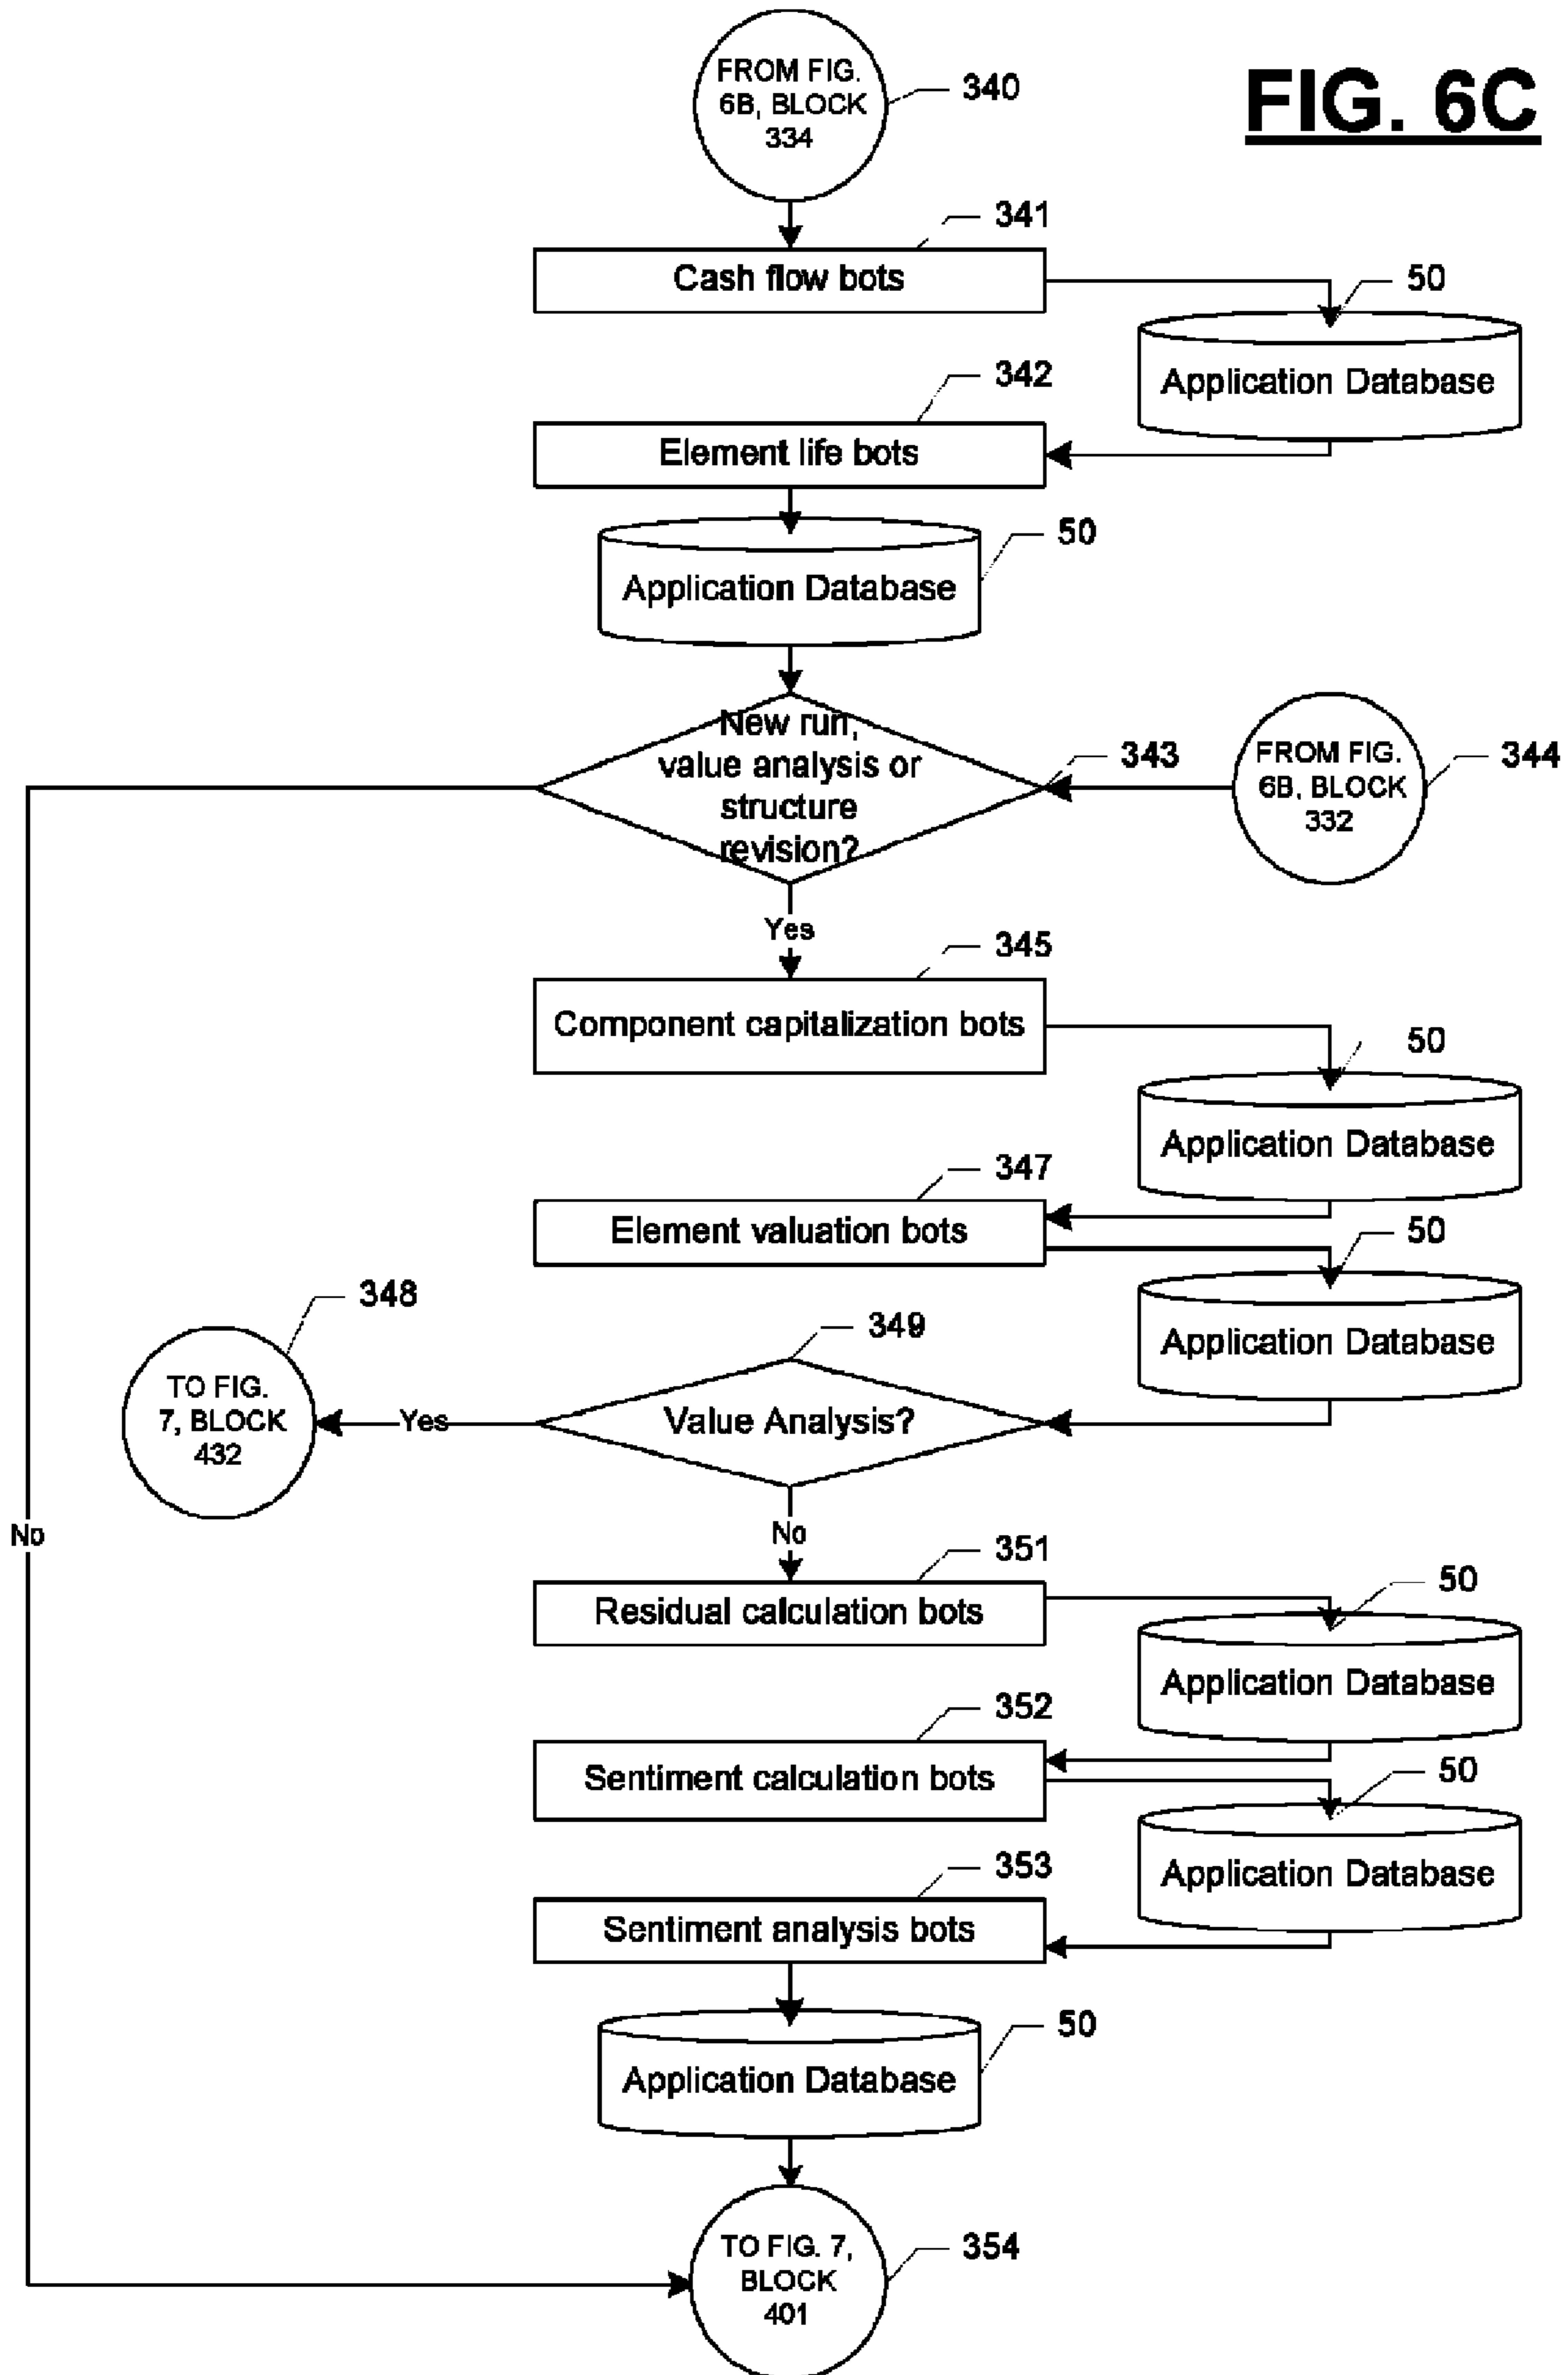 FROM FIG.
6B, BLOCK
334
340
FIG. 6C
341
Cash flow bots
50
Application Database
342
Element life bots
50
Application Database
New run,
value analysis or
structure
revision?
343
FROM FIG.
6B, BLOCK
332
344
Yes
345
Component capitalization bots
50
Application Database
347
Element valuation bots
50
Application Database
348
TO FIG.
7, BLOCK
432
Yes
349
Value Analysis?
No
No
351
Residual calculation bots
50
Application Database
352
Sentiment calculation bots
50
Application Database
353
Sentiment analysis bots
50
Application Database
TO FIG. 7,
BLOCK
401
354